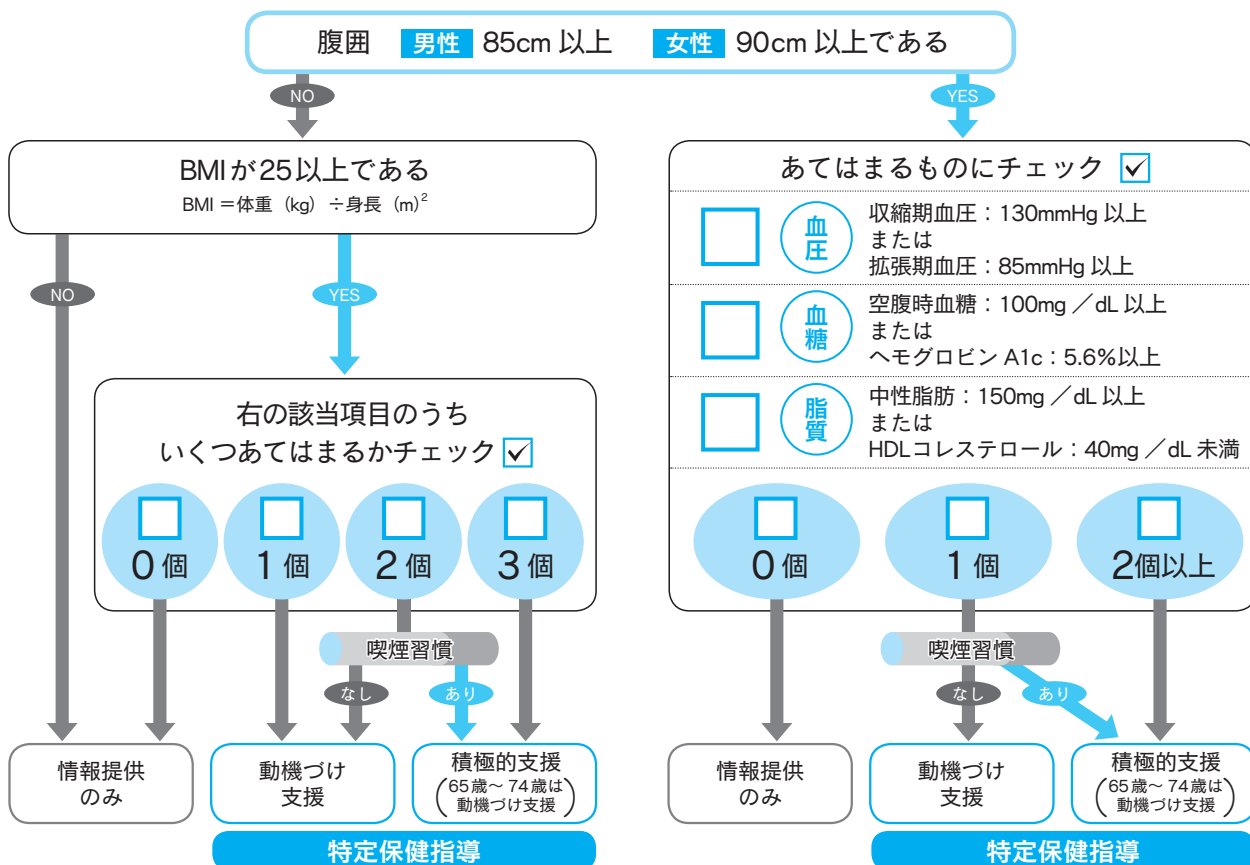 腹囲 男性 85cm 以上 女性 90cm 以上である
NO
YES
BMIが25以上である
BMI＝体重（kg）÷身長（m）²
NO
YES
右の該当項目のうち
いくつあてはまるかチェック
0個
1個
2個
3個
喫煙習慣
なし
あり
情報提供
のみ
動機づけ
支援
積極的支援
（65歳～74歳は
動機づけ支援）
特定保健指導
あてはまるものにチェック
血圧
収縮期血圧：130mmHg 以上
または
拡張期血圧：85mmHg 以上
血糖
空腹時血糖：100mg／dL 以上
または
ヘモグロビン A1c：5.6%以上
脂質
中性脂肪：150mg／dL 以上
または
HDLコレステロール：40mg／dL 未満
0個
1個
2個以上
喫煙習慣
なし
あり
情報提供
のみ
動機づけ
支援
積極的支援
（65歳～74歳は
動機づけ支援）
特定保健指導